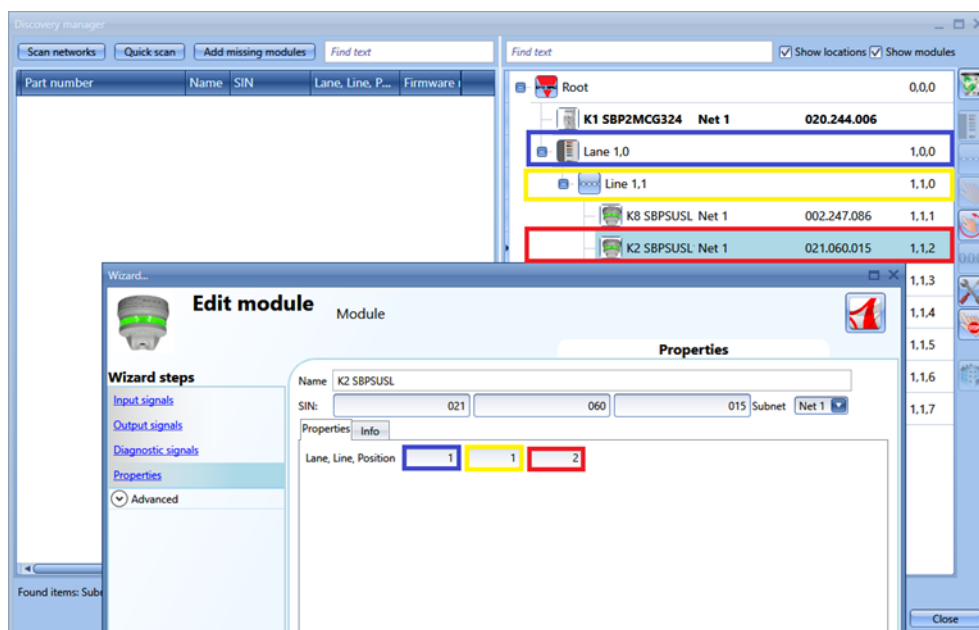 Discovery manager
Scan networks Quick scan Add missing modules Find text
Part number Name SIN Lane, Line, P... Firmware
Find text Show locations Show modules
Root 0,0,0
K1 SBP2MCG324 Net 1 020.244.006
Lane 1,0 1,0,0
Line 1,1 1,1,0
K8 SBPSUSL Net 1 002.247.086 1,1,1
K2 SBPSUSL Net 1 021.060.015 1,1,2
1,1,3
1,1,4
1,1,5
1,1,6
1,1,7
Wizard...
Edit module Module
Properties
Wizard steps
Input signals
Output signals
Diagnostic signals
Properties
Advanced
Name K2 SBPSUSL
SIN: 021 060 015 Subnet Net 1
Properties Info
Lane, Line, Position 1 1 2
Found items:
Close